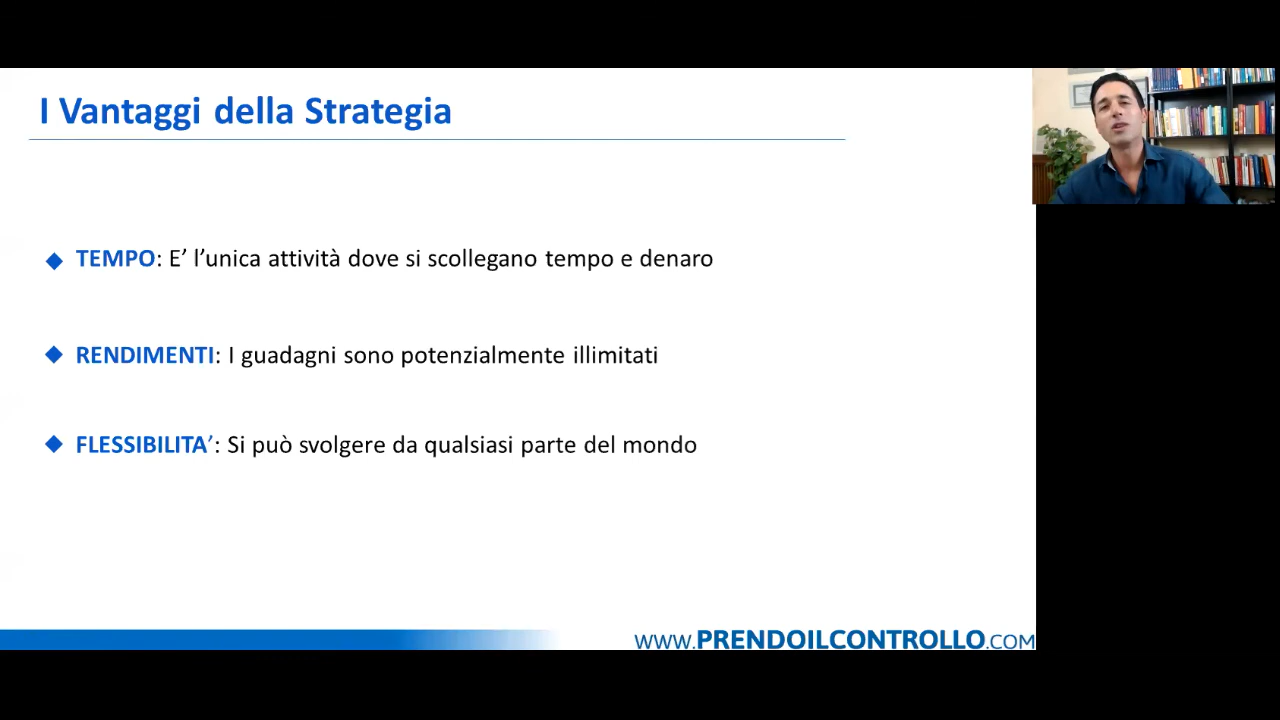 I Vantaggi della Strategia
TEMPO: E’ l’unica attività dove si scollegano tempo e denaro
RENDIMENTI: I guadagni sono potenzialmente illimitati
FLESSIBILITA’: Si può svolgere da qualsiasi parte del mondo
WWW.PRENDOILCONTROLLO.COM